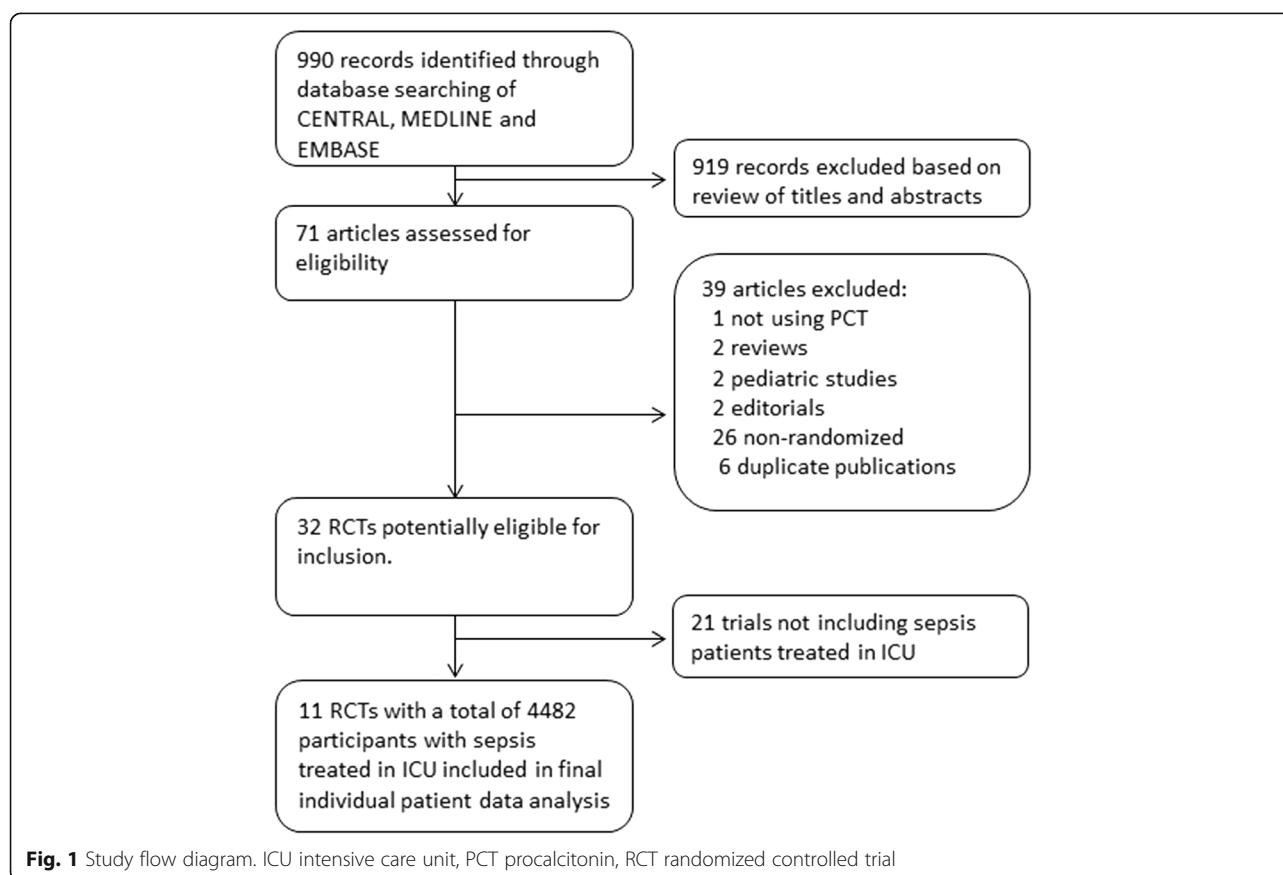 990 records identified through
database searching of
CENTRAL, MEDLINE and
EMBASE
919 records excluded based on
review of titles and abstracts
71 articles assessed for
eligibility
39 articles excluded:
1 not using PCT
2 reviews
2 pediatric studies
2 editorials
26 non-randomized
6 duplicate publications
32 RCTs potentially eligible for
inclusion.
21 trials not including sepsis
patients treated in ICU
11 RCTs with a total of 4482
participants with sepsis
treated in ICU included in final
individual patient data analysis
Fig. 1 Study flow diagram. ICU intensive care unit, PCT procalcitonin, RCT randomized controlled trial